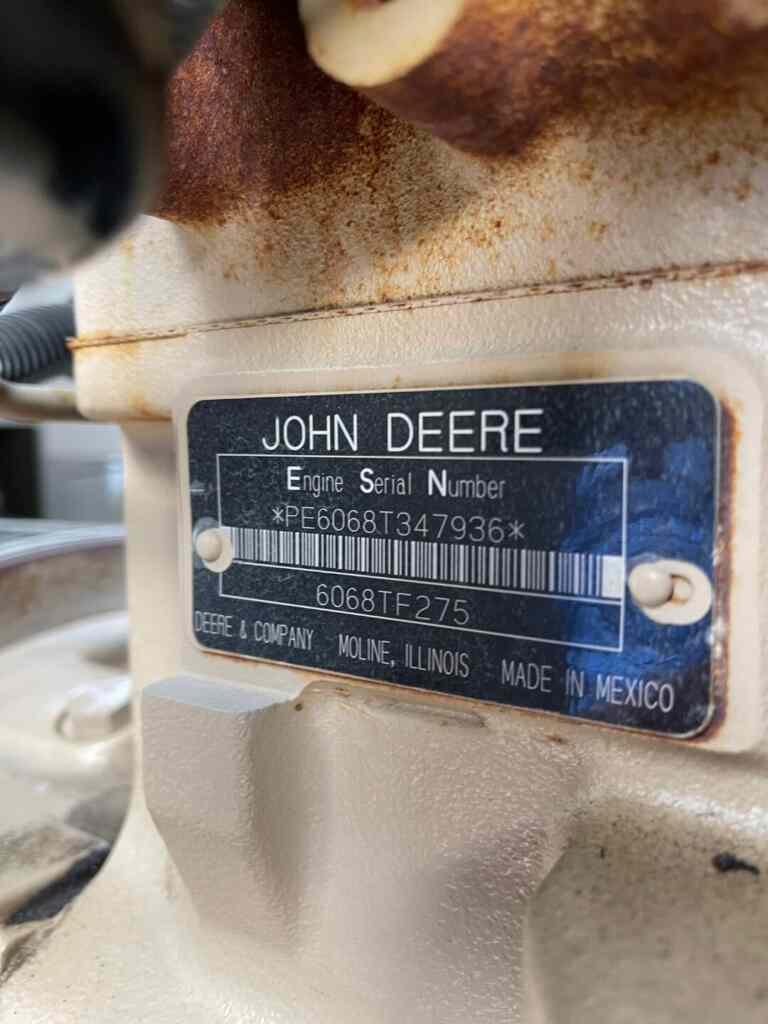 JOHN DEERE
Engine Serial Number
*PE6068T347936*
6068TF275
DEERE & COMPANY MOLINE, ILLINOIS MADE IN MEXICO